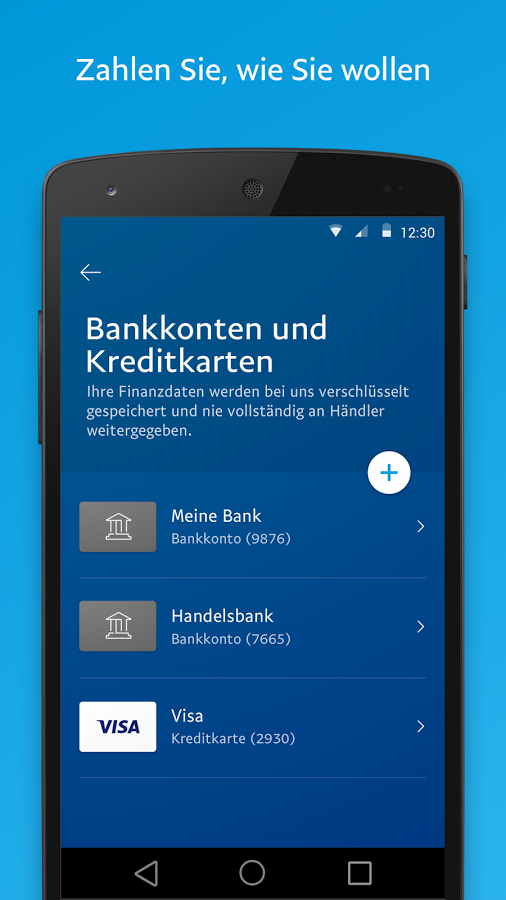 Zahlen Sie, wie Sie wollen
12:30
Bankkonten und
Kreditkarten
Ihre Finanzdaten werden bei uns verschlüsselt
gespeichert und nie vollständig an Händler
weitergegeben.
Meine Bank
Bankkonto (9876)
Handelsbank
Bankkonto (7665)
VISA
Visa
Kreditkarte (2930)